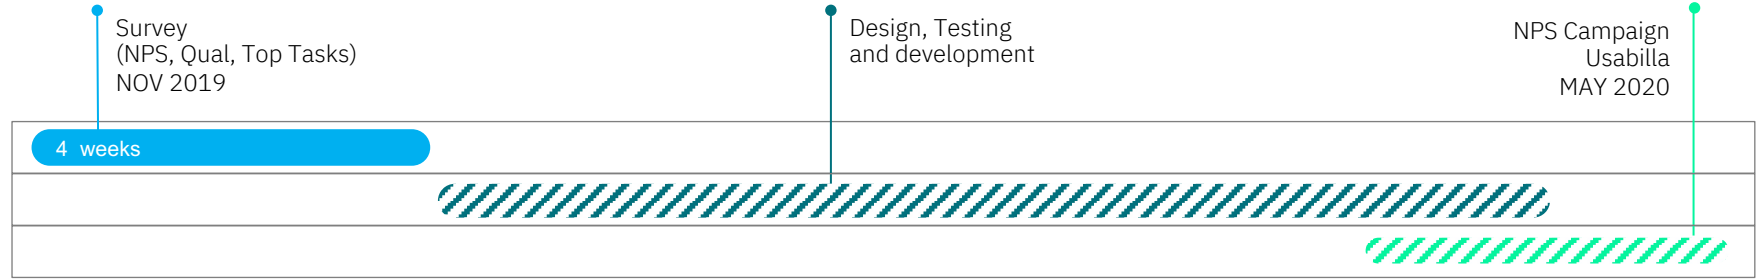 Survey
(NPS, Qual, Top Tasks)
NOV 2019
Design, Testing
and development
NPS Campaign
Usabilla
MAY 2020
4 weeks